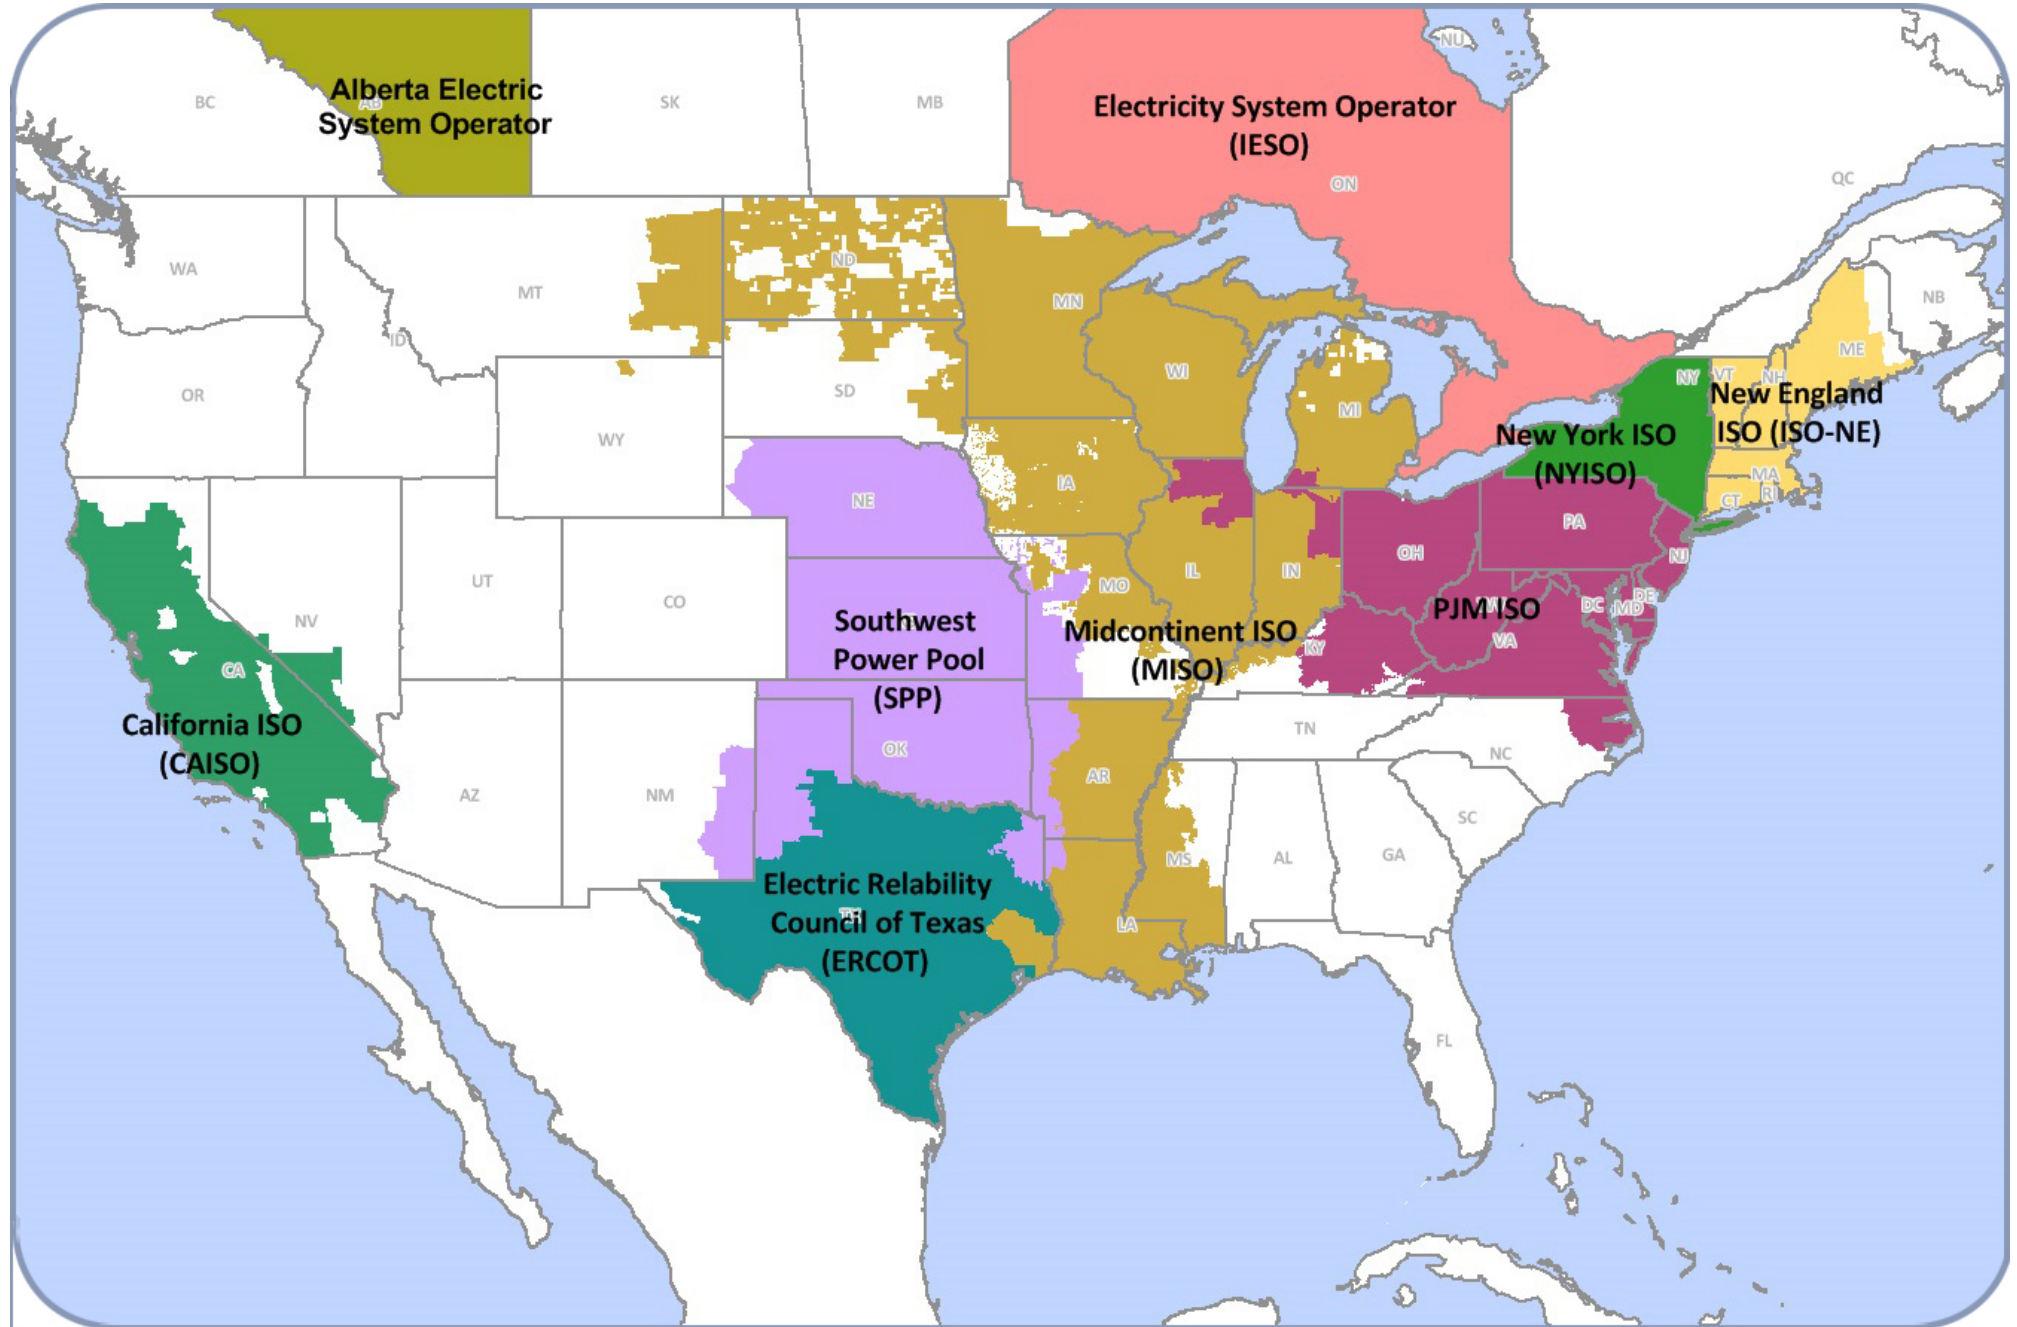 NU
BC
AB
Alberta Electric
System Operator
SK
MB
Electricity System Operator
(IESO)
ON
QC
WA
MT
ND
MN
NB
ID
OR
SD
WI
MI
NY
VT
NH
ME
New England
ISO (ISO-NE)
New York ISO
(NYISO)
WY
NE
IA
MA
RI
CT
PA
OH
NJ
UT
CO
NV
MO
IL
IN
DE
MD
DC
Southwest
Power Pool
(SPP)
Midcontinent ISO
(MISO)
PJM ISO
VA
KY
CA
California ISO
(CAISO)
TN
NC
OK
AR
AZ
NM
SC
MS
AL
GA
Electric Relability
Council of Texas
(ERCOT)
TX
LA
FL